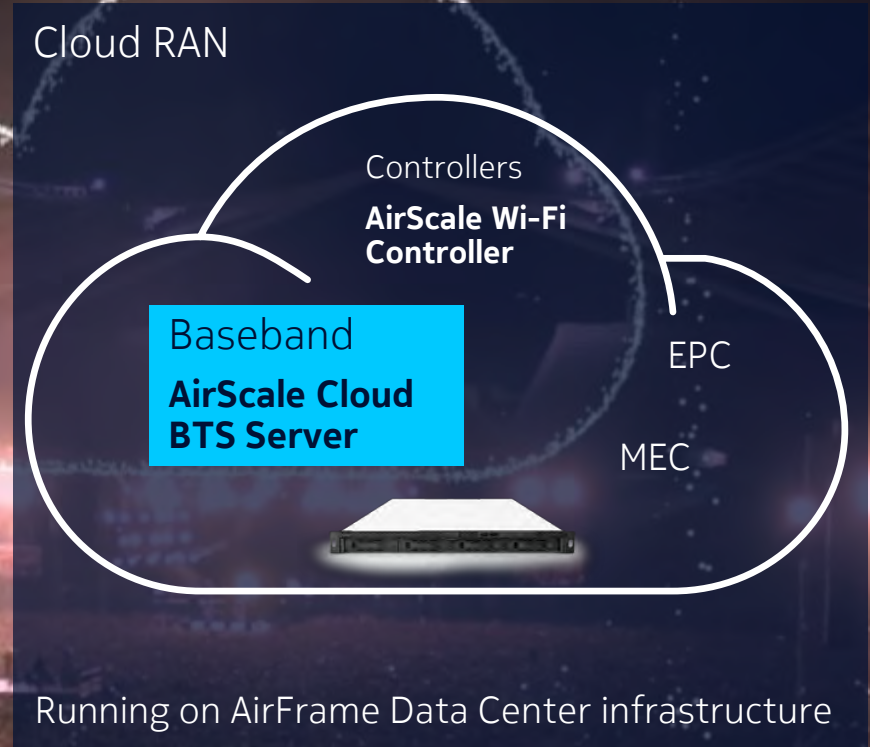 Cloud RAN
Controllers
AirScale Wi-Fi
Controller
Baseband
AirScale Cloud
BTS Server
EPC
MEC
Running on AirFrame Data Center infrastructure